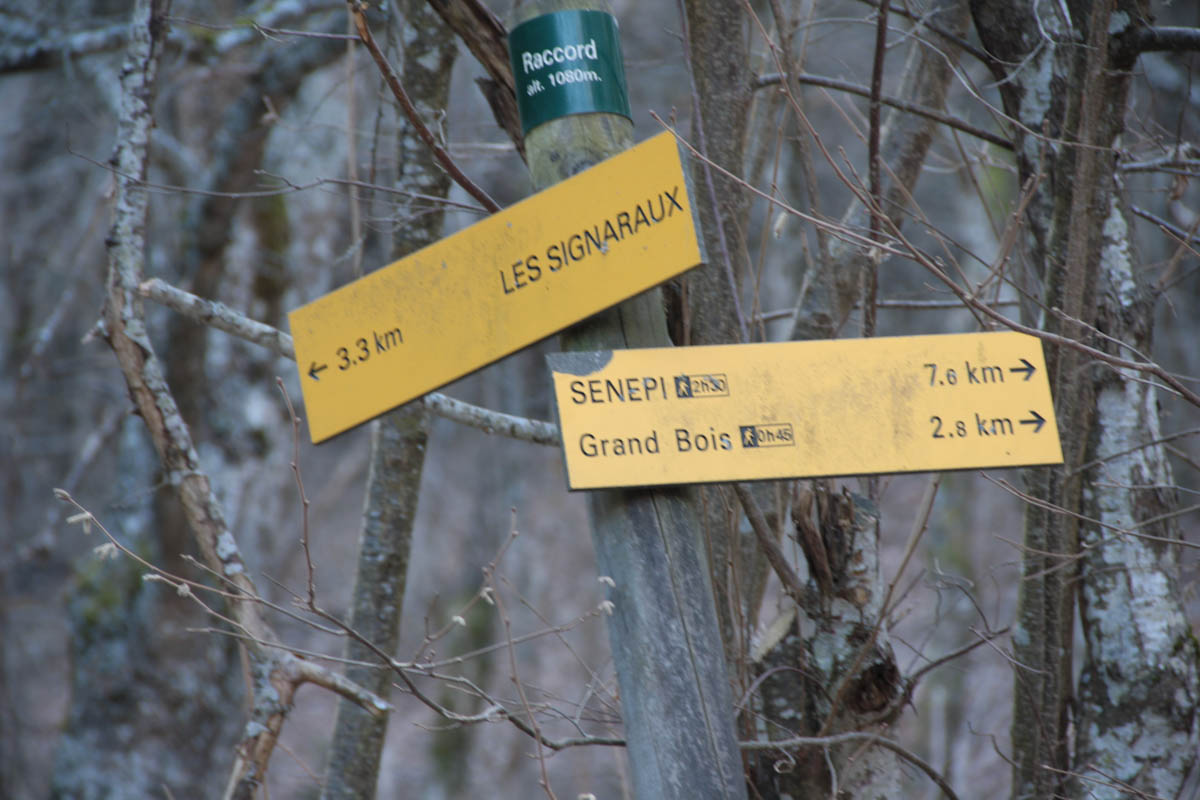 Raccord
alt. 1080m.
LES SIGNARAUX
← 3.3 km
SENEPI 2h30 7.6 km →
Grand Bois 0h45 2.8 km →